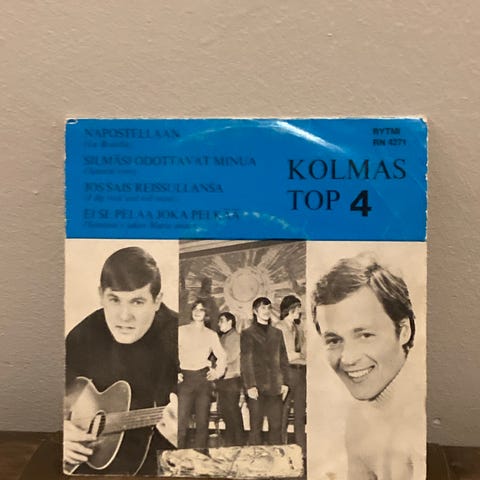 NAPOSTELLAAN
SILMÄSI ODOTTAVAT MINUA
JOS SAIS REISSULLANSA
EI SE PELAA JOKA PELKÄÄ
RYTMI
RN 4271
KOLMAS
TOP 4